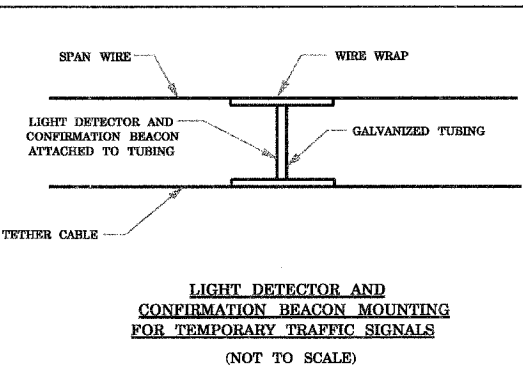 SPAN WIRE
WIRE WRAP
LIGHT DETECTOR AND
CONFIRMATION BEACON
ATTACHED TO TUBING
GALVANIZED TUBING
TETHER CABLE
LIGHT DETECTOR AND
CONFIRMATION BEACON MOUNTING
FOR TEMPORARY TRAFFIC SIGNALS
(NOT TO SCALE)